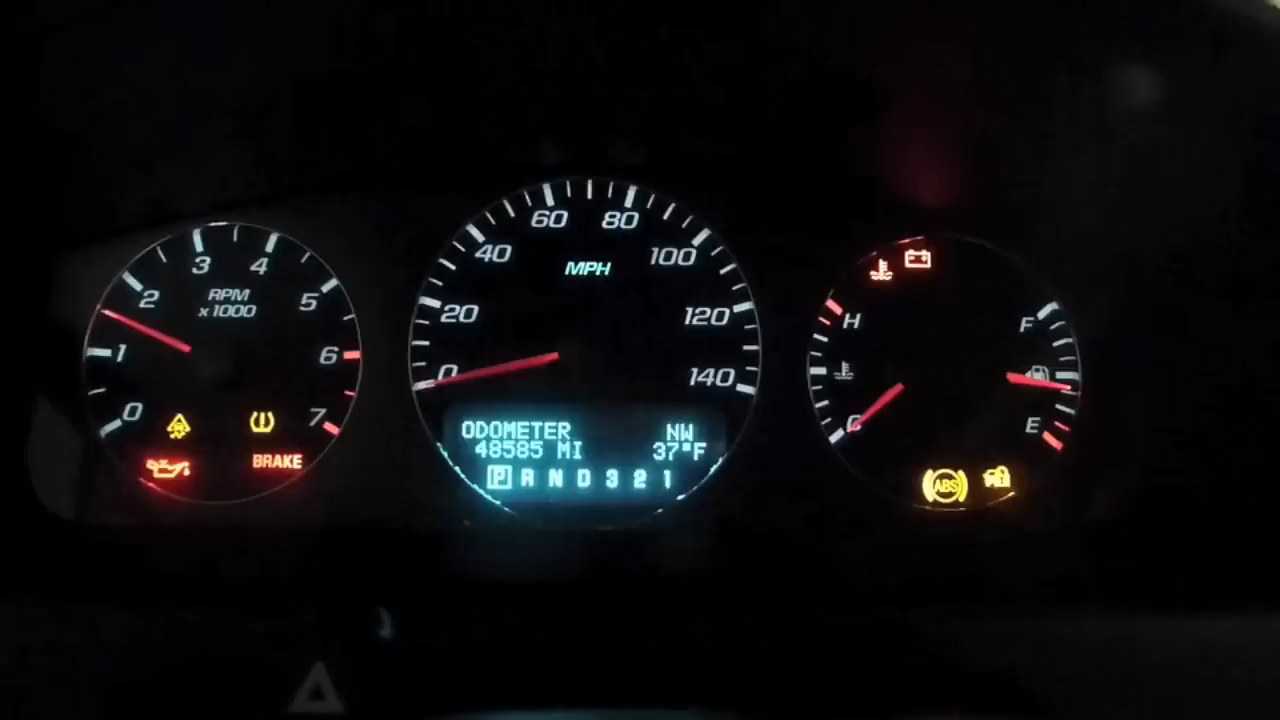 60 80
40 100
MPH
3 4
2 5
RPM
x1000
20 120
1 6
0 7
0 140
H F
C E
ODOMETER NW
48585 MI 37°F
P R N D 3 2 1
BRAKE
ABS